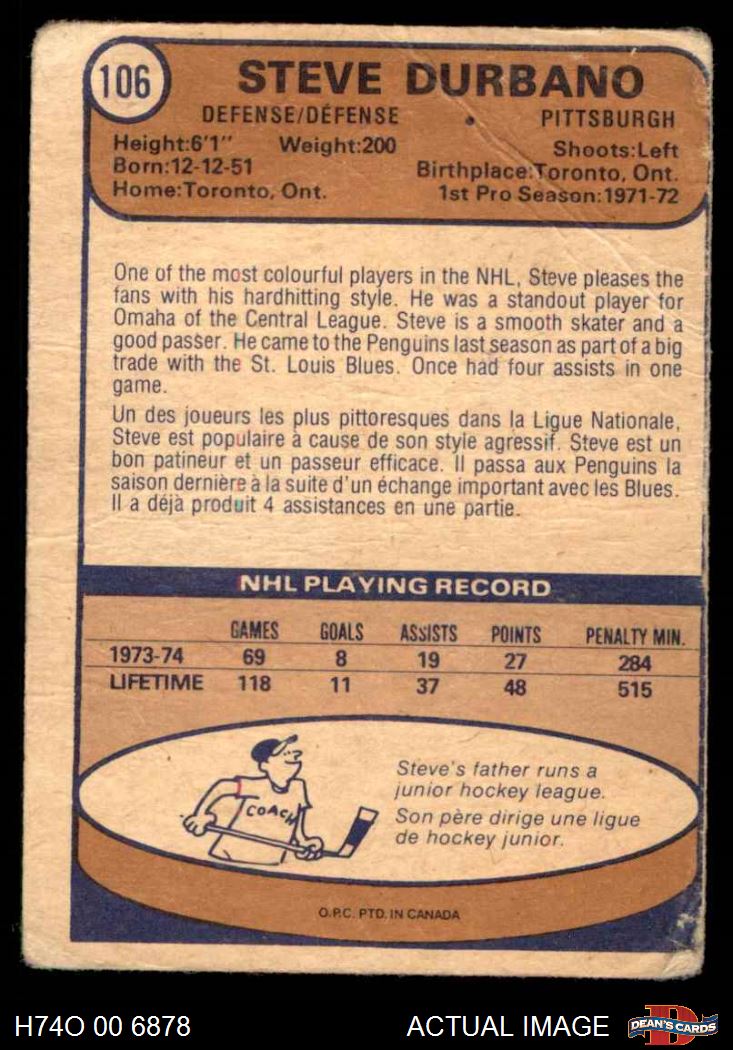 106
STEVE DURBANO
DEFENSE/DÉFENSE
PITTSBURGH
Height:6'1" Weight:200
Shoots:Left
Born:12-12-51
Birthplace:Toronto, Ont.
Home:Toronto, Ont.
1st Pro Season:1971-72
One of the most colourful players in the NHL, Steve pleases the
fans with his hardhitting style. He was a standout player for
Omaha of the Central League. Steve is a smooth skater and a
good passer. He came to the Penguins last season as part of a big
trade with the St. Louis Blues. Once had four assists in one
game.
Un des joueurs les plus pittoresques dans la Ligue Nationale,
Steve est populaire à cause de son style agressif. Steve est un
bon patineur et un passeur efficace. Il passa aux Penguins la
saison dernière à la suite d'un échange important avec les Blues.
Il a déjà produit 4 assistances en une partie.
NHL PLAYING RECORD
GAMES GOALS ASSISTS POINTS PENALTY MIN.
1973-74 69 8 19 27 284
LIFETIME 118 11 37 48 515
COACH
Steve's father runs a
junior hockey league.
Son père dirige une ligue
de hockey junior.
O.P.C. PTD. IN CANADA
H74O 00 6878
ACTUAL IMAGE
D
DEAN'S CARDS